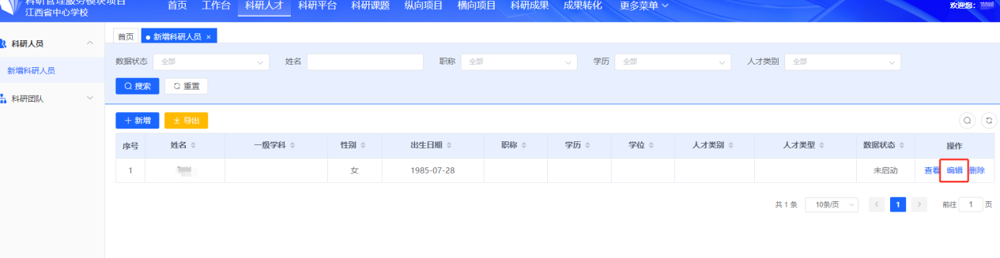 科研管理服务模块项目
江西省中心学校
首页 工作台 科研人才 科研平台 科研课题 纵向项目 横向项目 科研成果 成果转化 更多菜单
欢迎您:
科研人员
新增科研人员
科研团队
首页 新增科研人员 ×
数据状态 全部 姓名 职称 全部 学历 全部 人才类别 全部
搜索 重置
+ 新增 导出
序号 姓名 一级学科 性别 出生日期 职称 学历 学位 人才类别 人才类型 数据状态 操作
1 女 1985-07-28 未启动 查看 编辑 删除
共 1 条 10条/页 < 1 > 前往 1 页